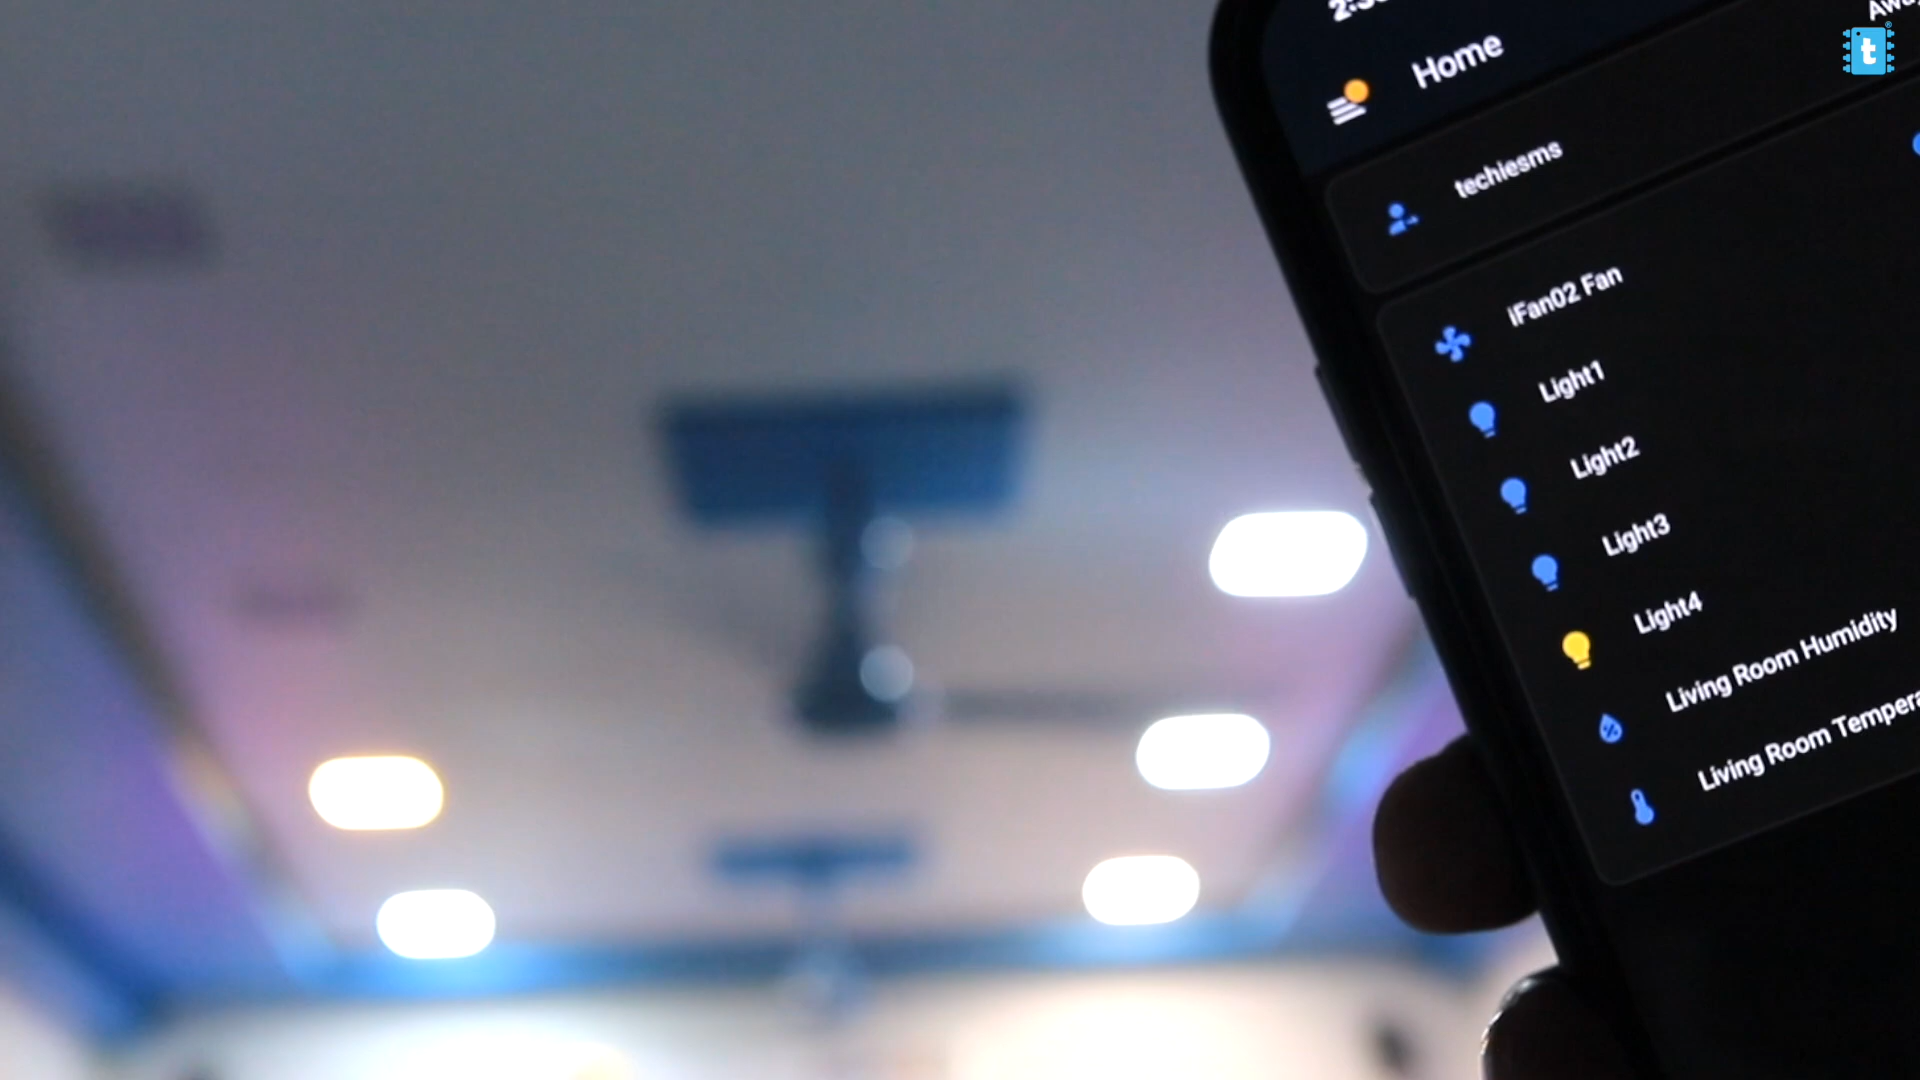 Home
techiesms
iFan02 Fan
Light1
Light2
Light3
Light4
Living Room Humidity
Living Room
t